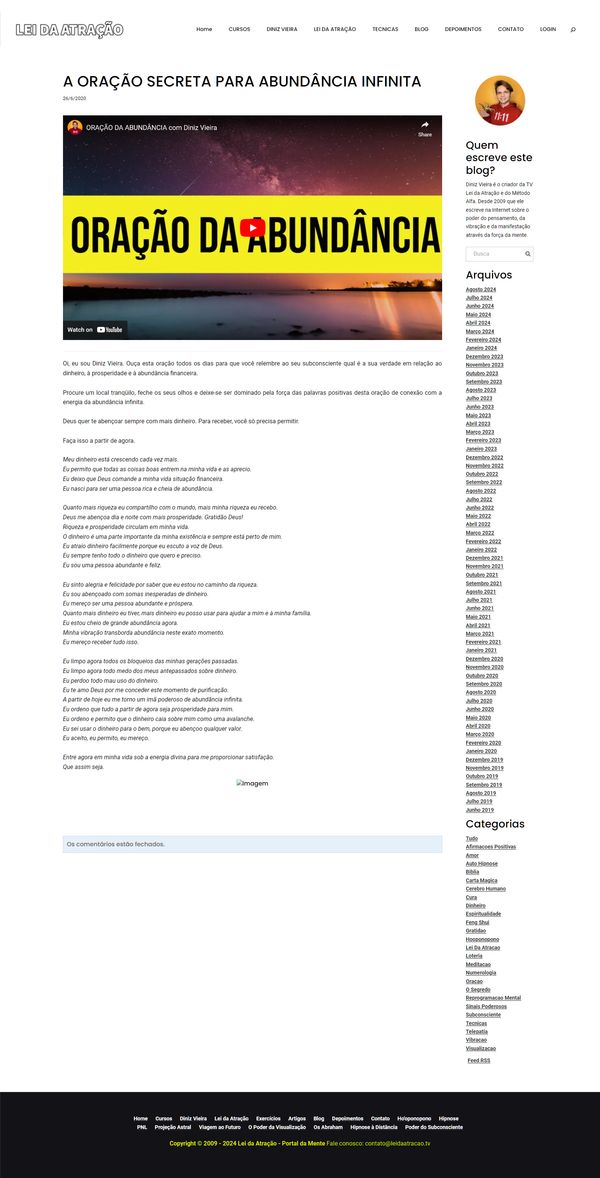 LEI DA ATRAÇÃO
Home CURSOS DINIZ VIEIRA LEI DA ATRAÇÃO TECNICAS BLOG DEPOIMENTOS CONTATO LOGIN
A ORAÇÃO SECRETA PARA ABUNDÂNCIA INFINITA
26/6/2020
ORAÇÃO DA ABUNDÂNCIA com Diniz Vieira
Share
ORAÇÃO DA ABUNDÂNCIA
Watch on YouTube
Oi, eu sou Diniz Vieira. Ouça esta oração todos os dias para que você relembre ao seu subconsciente qual é a sua verdade em relação ao
dinheiro, à prosperidade e à abundância financeira.
Procure um local tranqüilo, feche os seus olhos e deixe-se ser dominado pela força das palavras positivas desta oração de conexão com a
energia da abundância infinita.
Deus quer te abençoar sempre com mais dinheiro. Para receber, você só precisa permitir.
Faça isso a partir de agora.
Meu dinheiro está crescendo cada vez mais.
Eu permito que todas as coisas boas entrem na minha vida e as aprecio.
Eu deixo que Deus comande a minha vida situação financeira.
Eu nasci para ser uma pessoa rica e cheia de abundância.
Quanto mais riqueza eu compartilho com o mundo, mais minha riqueza eu recebo.
Deus me abençoa dia e noite com mais prosperidade. Gratidão Deus!
Riqueza e prosperidade circulam em minha vida.
O dinheiro é uma parte importante da minha existência e sempre está perto de mim.
Eu atraio dinheiro facilmente porque eu escuto a voz de Deus.
Eu sempre tenho todo o dinheiro que quero e preciso.
Eu sou uma pessoa abundante e feliz.
Eu sinto alegria e felicidade por saber que eu estou no caminho da riqueza.
Eu sou abençoado com somas inesperadas de dinheiro.
Eu mereço ser uma pessoa abundante e próspera.
Quanto mais dinheiro eu tiver, mais dinheiro eu posso usar para ajudar a mim e à minha família.
Eu estou cheio de grande abundância agora.
Minha vibração transborda abundância neste exato momento.
Eu mereço receber tudo isso.
Eu limpo agora todos os bloqueios das minhas gerações passadas.
Eu limpo agora todo medo dos meus antepassados sobre dinheiro.
Eu perdoo todo mau uso do dinheiro.
Eu te amo Deus por me conceder este momento de purificação.
A partir de hoje eu me torno um imã poderoso de abundância infinita.
Eu ordeno que tudo a partir de agora seja prosperidade para mim.
Eu ordeno e permito que o dinheiro caia sobre mim como uma avalanche.
Eu sei usar o dinheiro para o bem, porque eu abençoo qualquer valor.
Eu aceito, eu permito, eu mereço.
Entre agora em minha vida sob a energia divina para me proporcionar satisfação.
Que assim seja.
Imagem
Os comentários estão fechados.
11:11
Quem
escreve este
blog?
Diniz Vieira é o criador da TV
Lei da Atração e do Método
Alfa. Desde 2009 que ele
escreve na Internet sobre o
poder do pensamento, da
vibração e da manifestação
através da força da mente.
Busca
Arquivos
Agosto 2024
Julho 2024
Junho 2024
Maio 2024
Abril 2024
Março 2024
Fevereiro 2024
Janeiro 2024
Dezembro 2023
Novembro 2023
Outubro 2023
Setembro 2023
Agosto 2023
Julho 2023
Junho 2023
Maio 2023
Abril 2023
Março 2023
Fevereiro 2023
Janeiro 2023
Dezembro 2022
Novembro 2022
Outubro 2022
Setembro 2022
Agosto 2022
Julho 2022
Junho 2022
Maio 2022
Abril 2022
Março 2022
Fevereiro 2022
Janeiro 2022
Dezembro 2021
Novembro 2021
Outubro 2021
Setembro 2021
Agosto 2021
Julho 2021
Junho 2021
Maio 2021
Abril 2021
Março 2021
Fevereiro 2021
Janeiro 2021
Dezembro 2020
Novembro 2020
Outubro 2020
Setembro 2020
Agosto 2020
Julho 2020
Junho 2020
Maio 2020
Abril 2020
Março 2020
Fevereiro 2020
Janeiro 2020
Dezembro 2019
Novembro 2019
Outubro 2019
Setembro 2019
Agosto 2019
Julho 2019
Junho 2019
Categorias
Tudo
Afirmacoes Positivas
Amor
Auto Hipnose
Biblia
Carta Magica
Cerebro Humano
Cura
Dinheiro
Espiritualidade
Feng Shui
Gratidao
Hooponopono
Lei Da Atracao
Loteria
Meditacao
Numerologia
Oracao
O Segredo
Reprogramacao Mental
Sinais Poderosos
Subconsciente
Tecnicas
Telepatia
Vibracao
Visualizacao
Feed RSS
Home Cursos Diniz Vieira Lei da Atração Exercícios Artigos Blog Depoimentos Contato Ho'oponopono Hipnose
PNL Projeção Astral Viagem ao Futuro O Poder da Visualização Os Abraham Hipnose à Distância Poder do Subconsciente
Copyright © 2009 - 2024 Lei da Atração - Portal da Mente Fale conosco: contato@leidaatracao.tv